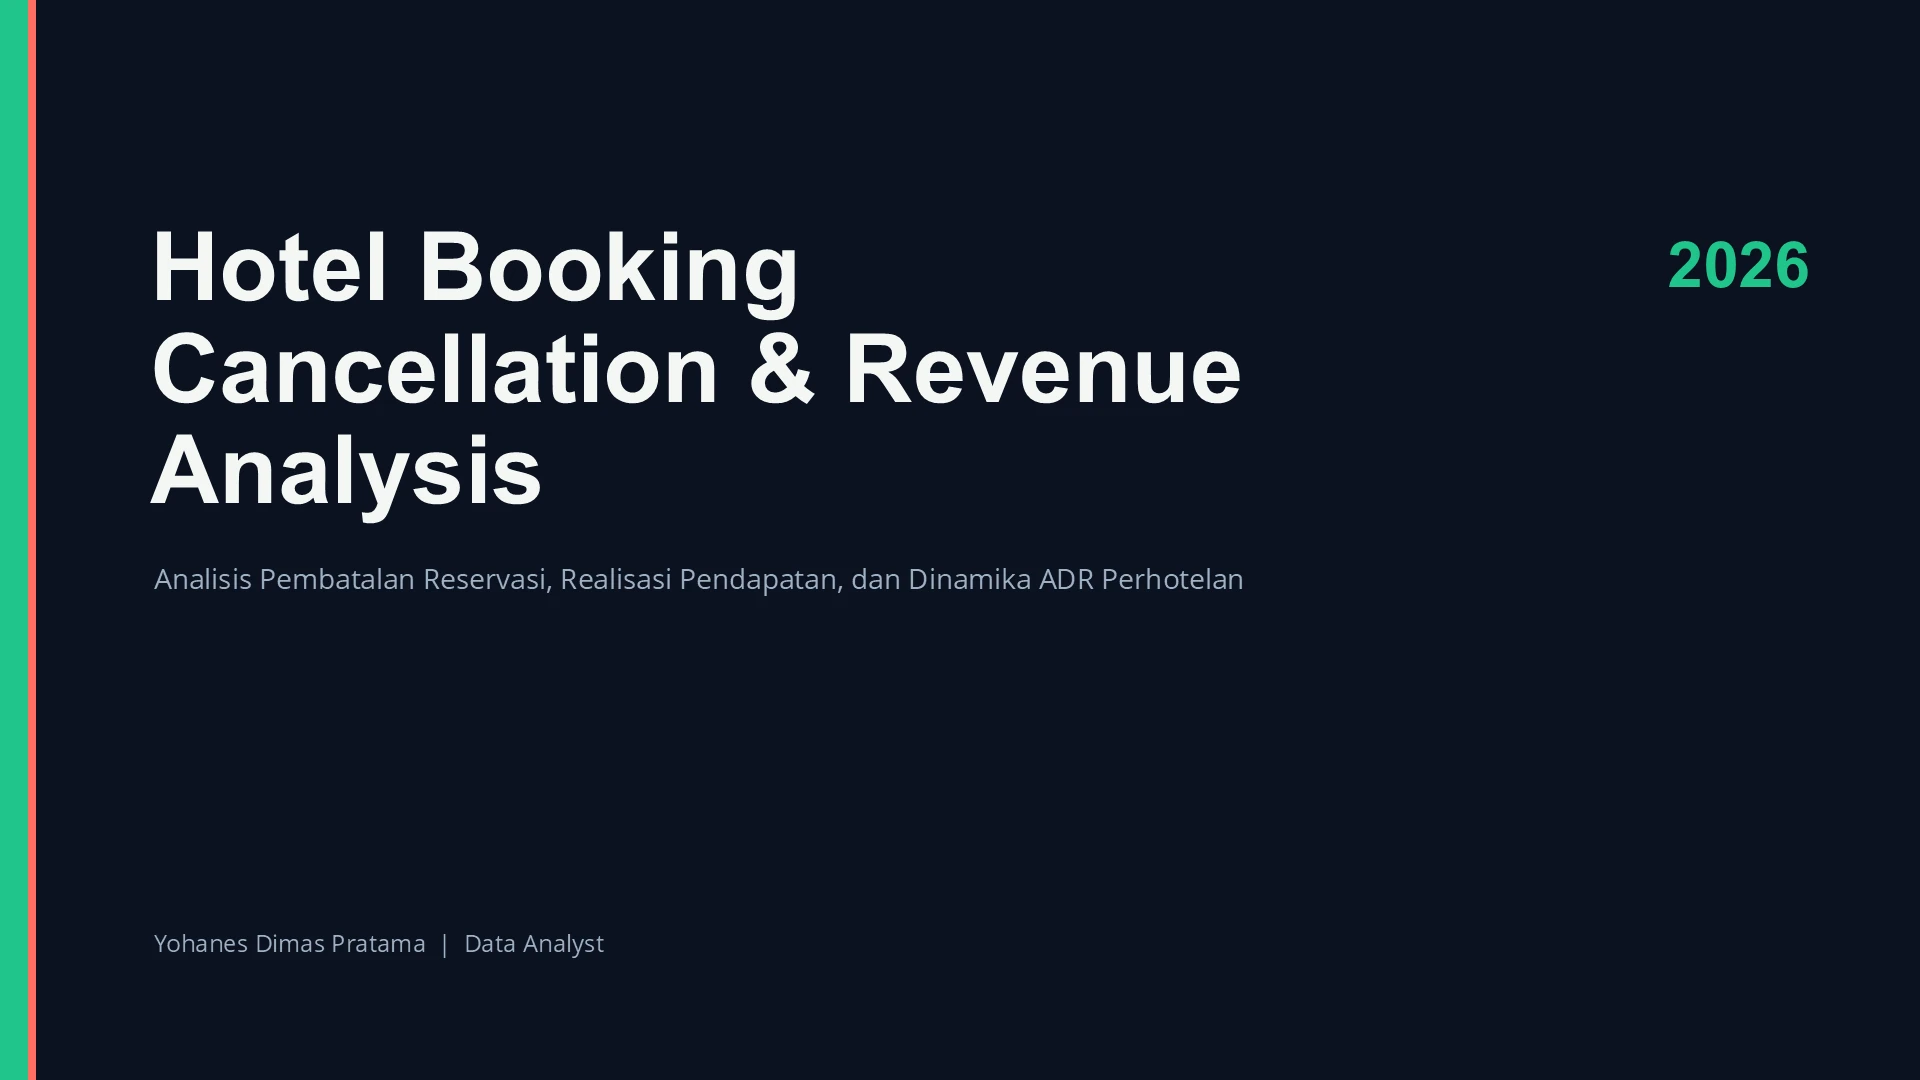 Hotel Booking
Cancellation & Revenue
Analysis
2026
Analisis Pembatalan Reservasi, Realisasi Pendapatan, dan Dinamika ADR Perhotelan
Yohanes Dimas Pratama | Data Analyst